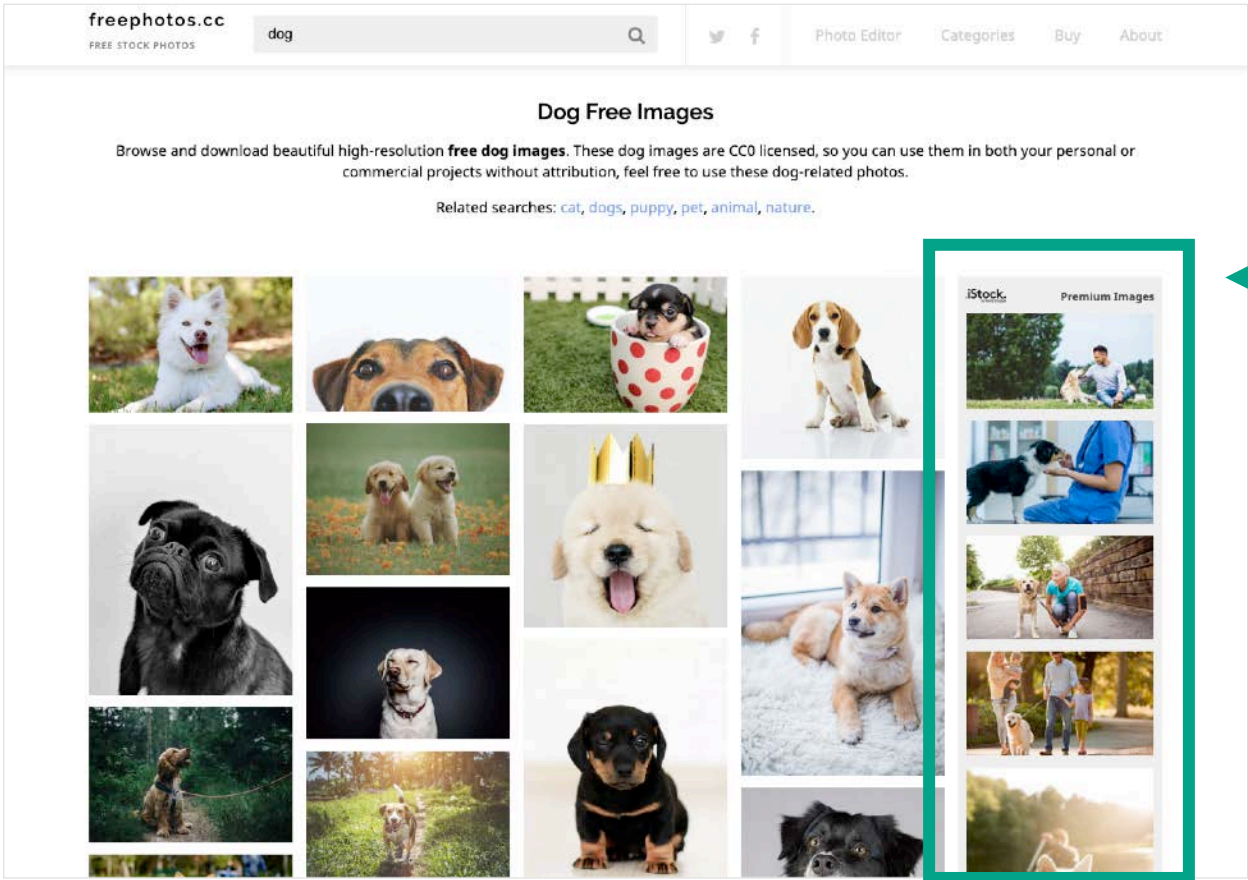 freephotos.cc
FREE STOCK PHOTOS
dog
Photo Editor
Categories
Buy
About
Dog Free Images
Browse and download beautiful high-resolution free dog images. These dog images are CC0 licensed, so you can use them in both your personal or
commercial projects without attribution, feel free to use these dog-related photos.
Related searches: cat, dogs, puppy, pet, animal, nature.
iStock.
Premium Images